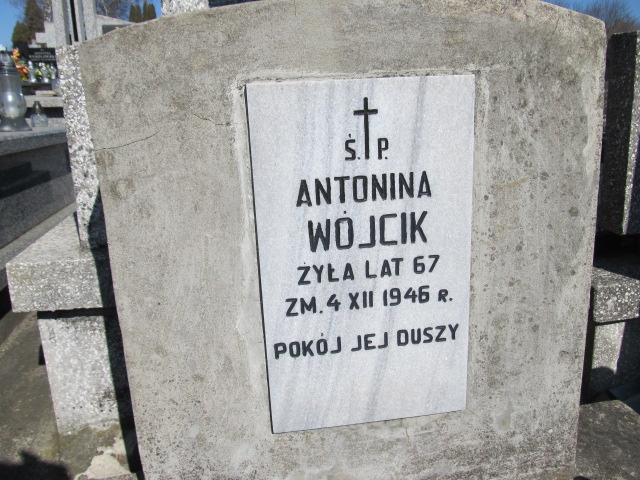 Ś. P.
ANTONINA
WÓJCIK
ŻYŁA LAT 67
ZM. 4 XII 1946 R.
POKÓJ JEJ DUSZY